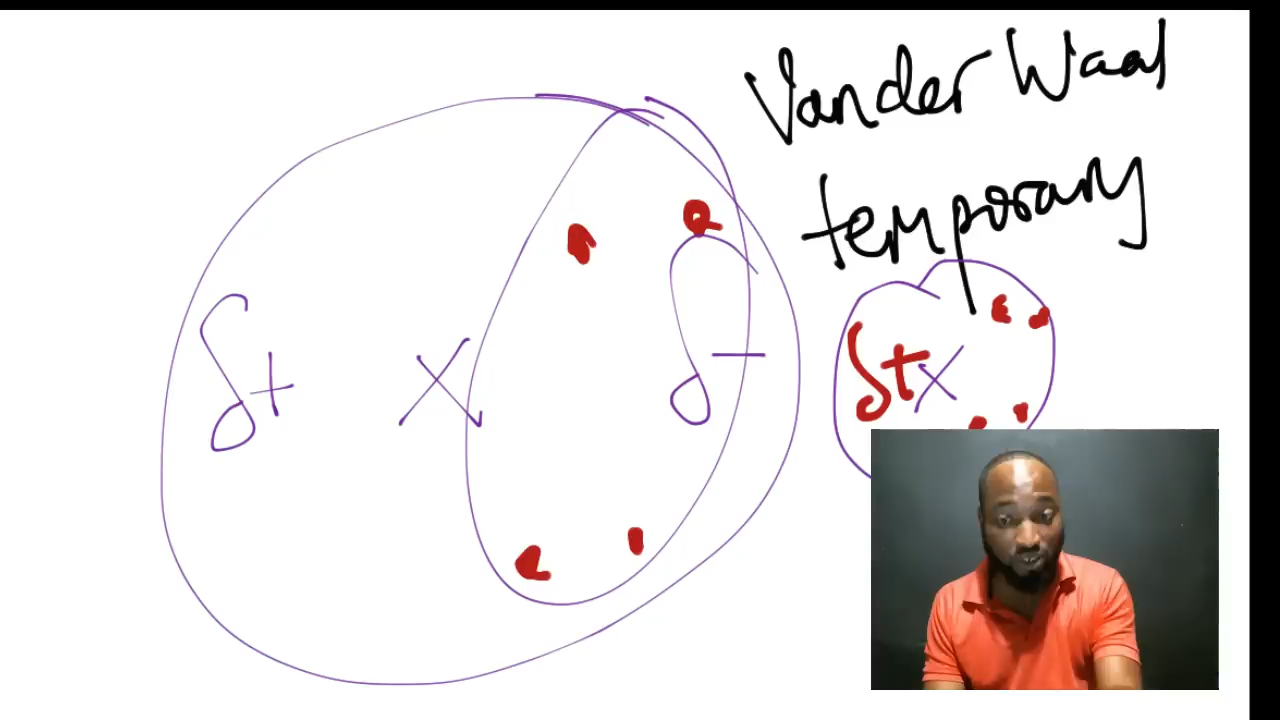 Vander Waal
temporary
δ+ X δ-
δ+ X